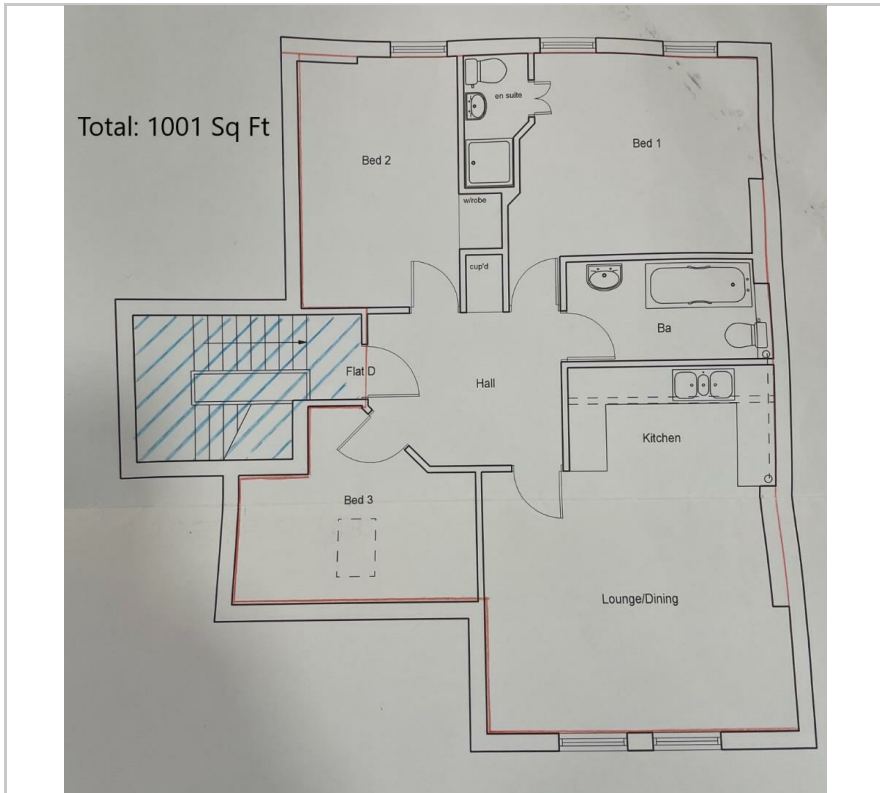 Total: 1001 Sq Ft
en suite
Bed 1
Bed 2
w/robe
cup'd
Ba
Flat D
Hall
Kitchen
Bed 3
Lounge/Dining